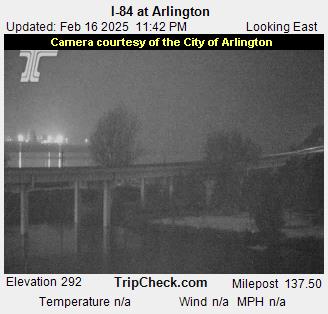 I-84 at Arlington
Updated: Feb 16 2025 11:42 PM Looking East
Camera courtesy of the City of Arlington
Elevation 292 TripCheck.com Milepost 137.50
Temperature n/a Wind n/a MPH n/a